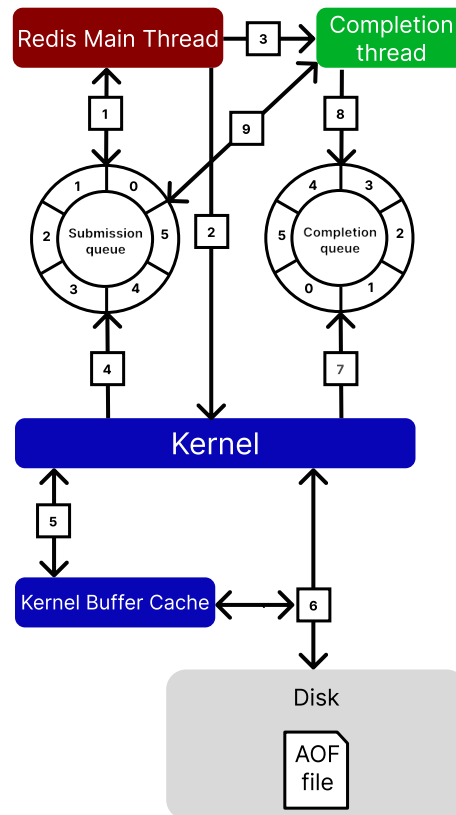 Redis Main Thread
3
Completion
thread
1
9
8
1
0
2
5
3
4
Submission
queue
2
4
3
5
2
0
1
Completion
queue
4
7
Kernel
5
Kernel Buffer Cache
6
Disk
AOF
file